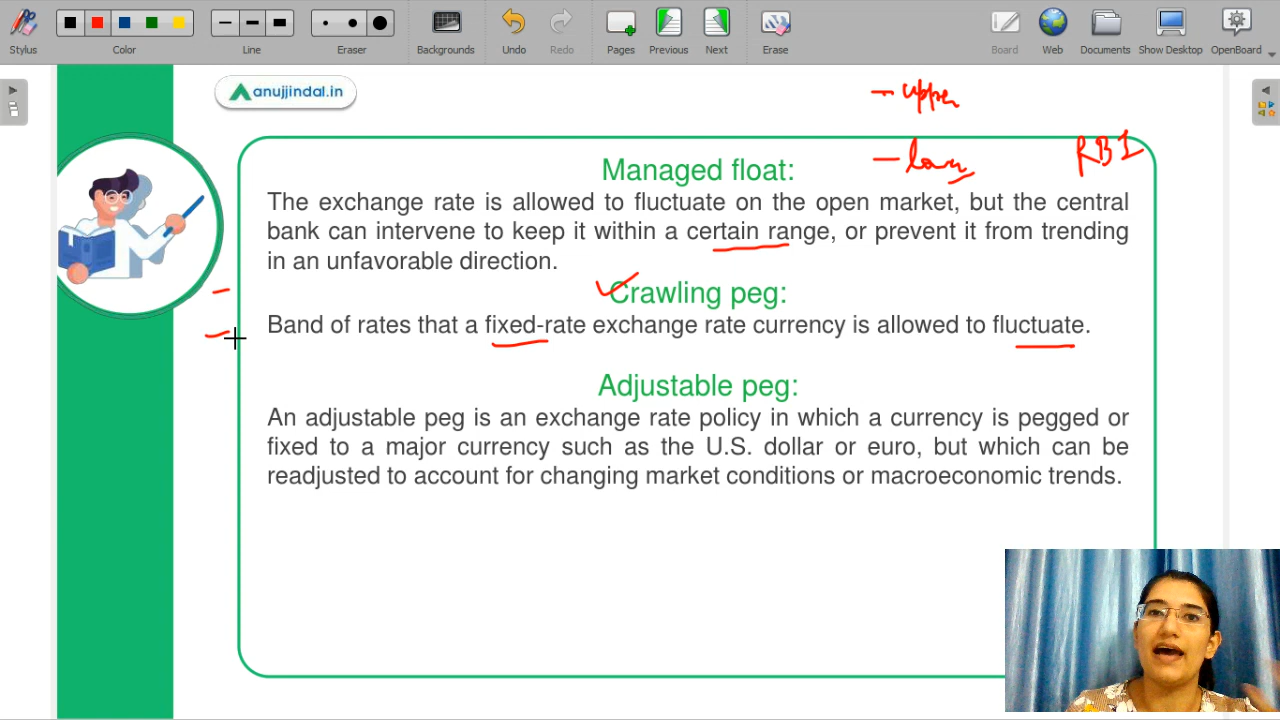 Stylus
Color
Line
Eraser
Backgrounds
Undo
Redo
Pages
Previous
Next
Erase
Board
Web
Documents
Show Desktop
OpenBoard
anujjindal.in
- upper
- low
RBI
Managed float:
The exchange rate is allowed to fluctuate on the open market, but the central
bank can intervene to keep it within a certain range, or prevent it from trending
in an unfavorable direction.
Crawling peg:
Band of rates that a fixed-rate exchange rate currency is allowed to fluctuate.
Adjustable peg:
An adjustable peg is an exchange rate policy in which a currency is pegged or
fixed to a major currency such as the U.S. dollar or euro, but which can be
readjusted to account for changing market conditions or macroeconomic trends.